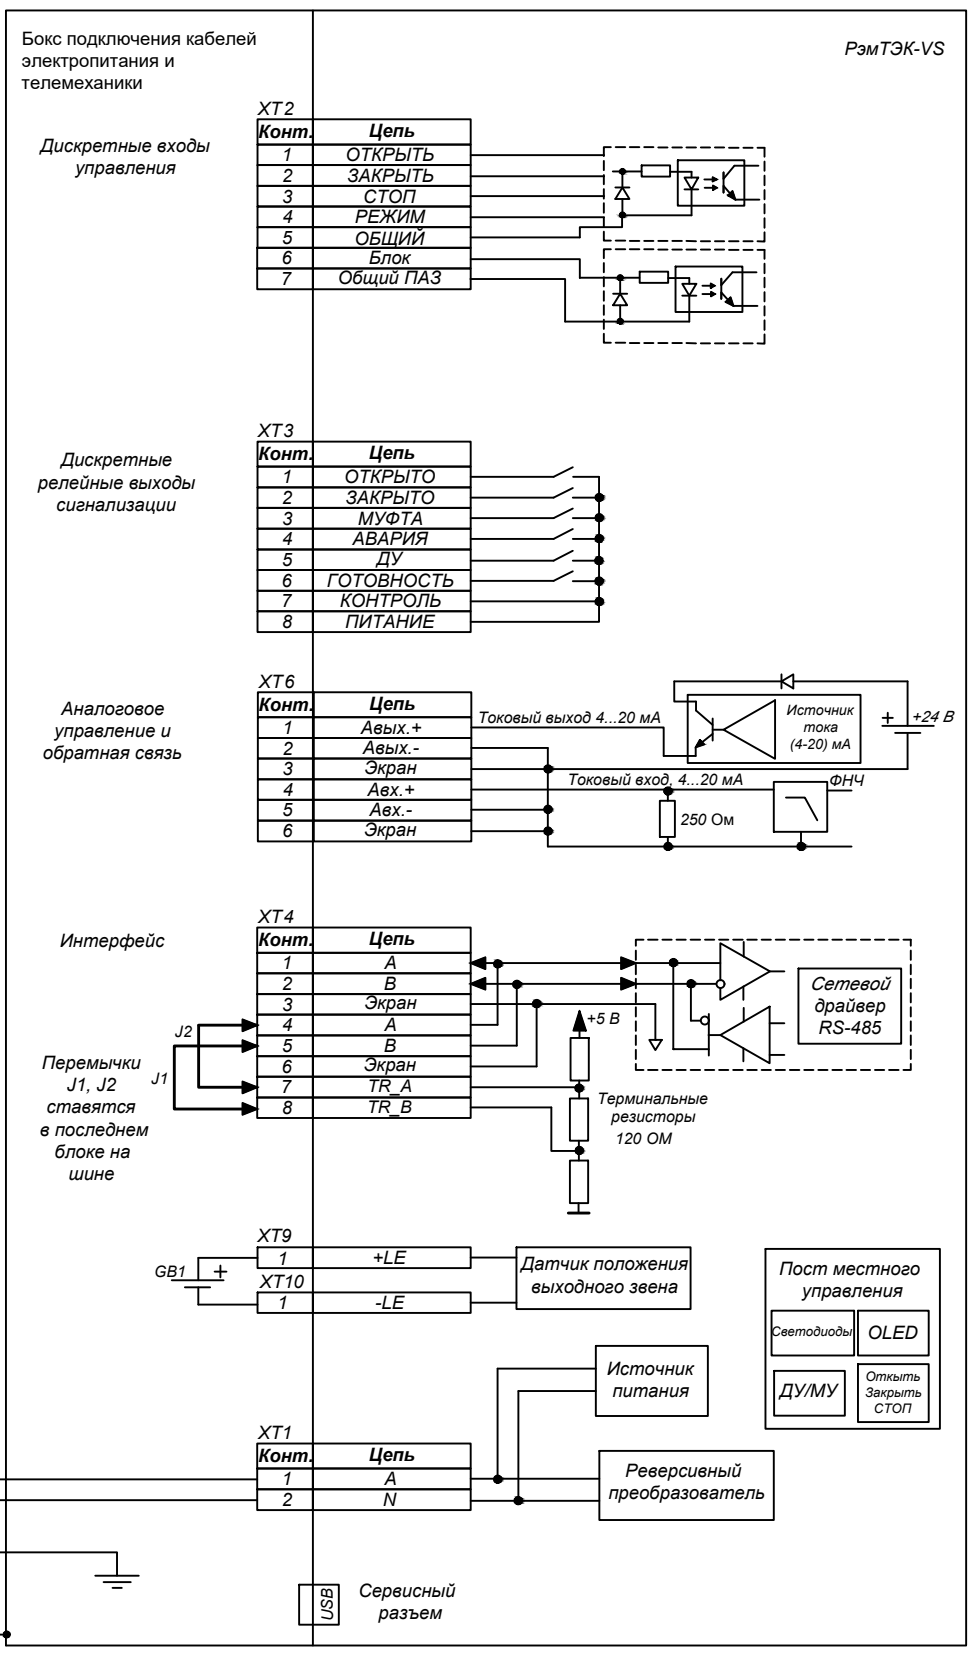 Бокс подключения кабелей
электропитания и
телемеханики
РэмТЭК-VS
Дискретные входы
управления
XT2
Конт. Цепь
1 ОТКРЫТЬ
2 ЗАКРЫТЬ
3 СТОП
4 РЕЖИМ
5 ОБЩИЙ
6 Блок
7 Общий ПАЗ
Дискретные
релейные выходы
сигнализации
XT3
Конт. Цепь
1 ОТКРЫТО
2 ЗАКРЫТО
3 МУФТА
4 АВАРИЯ
5 ДУ
6 ГОТОВНОСТЬ
7 КОНТРОЛЬ
8 ПИТАНИЕ
Аналоговое
управление и
обратная связь
XT6
Конт. Цепь
1 Авых.+
2 Авых.-
3 Экран
4 Авх.+
5 Авх.-
6 Экран
Токовый выход 4...20 мА
Источник
тока
(4-20) мА
+
+24 В
Токовый вход, 4...20 мА
ФНЧ
250 Ом
Интерфейс
XT4
Конт. Цепь
1 A
2 B
3 Экран
4 A
5 B
6 Экран
7 TR_A
8 TR_B
J2
J1
Перемычки
J1, J2
ставятся
в последнем
блоке на
шине
+5 В
Сетевой
драйвер
RS-485
Терминальные
резисторы
120 ОМ
XT9
1 +LE
XT10
1 -LE
GB1
+
Датчик положения
выходного звена
Пост местного
управления
Светодиоды
OLED
ДУ/МУ
Откыть
Закрыть
СТОП
Источник
питания
XT1
Конт. Цепь
1 A
2 N
Реверсивный
преобразователь
USB
Сервисный
разъем